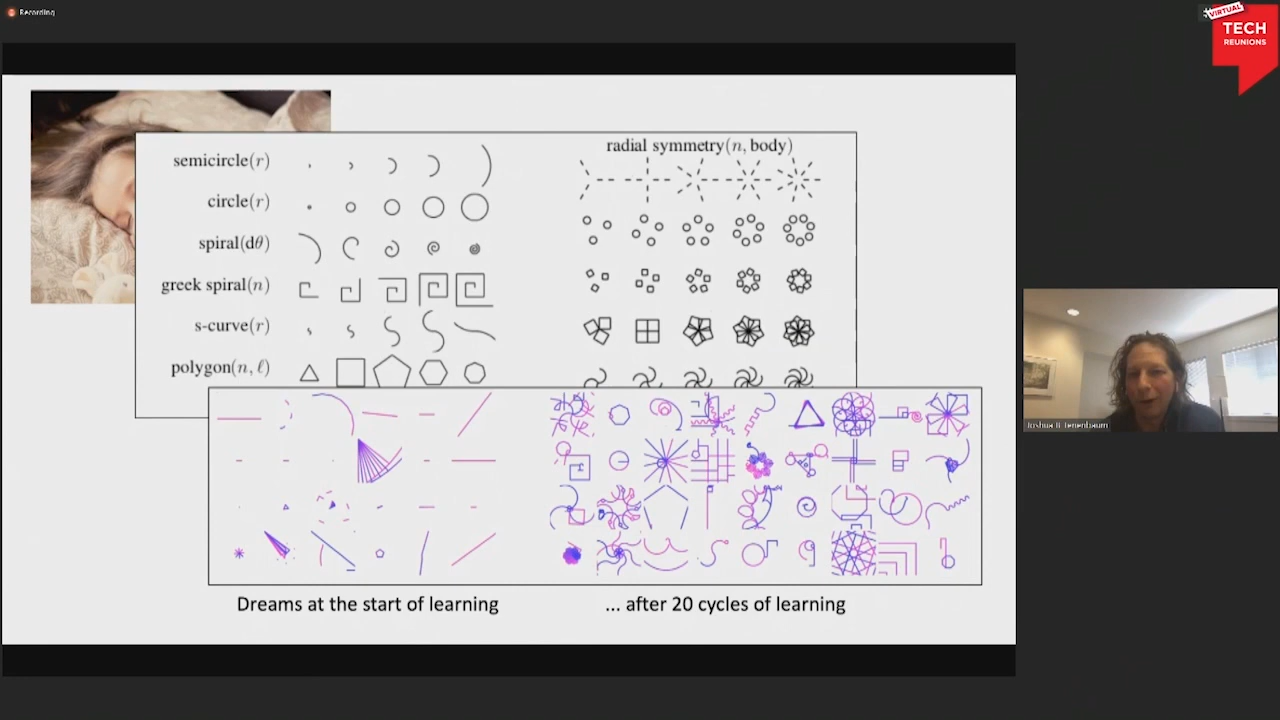 Recording
#VIRTUAL
TECH
REUNIONS
semicircle(r)
circle(r)
spiral(dθ)
greek spiral(n)
s-curve(r)
polygon(n, ℓ)
radial symmetry(n, body)
Dreams at the start of learning
... after 20 cycles of learning
Joshua B Tenenbaum